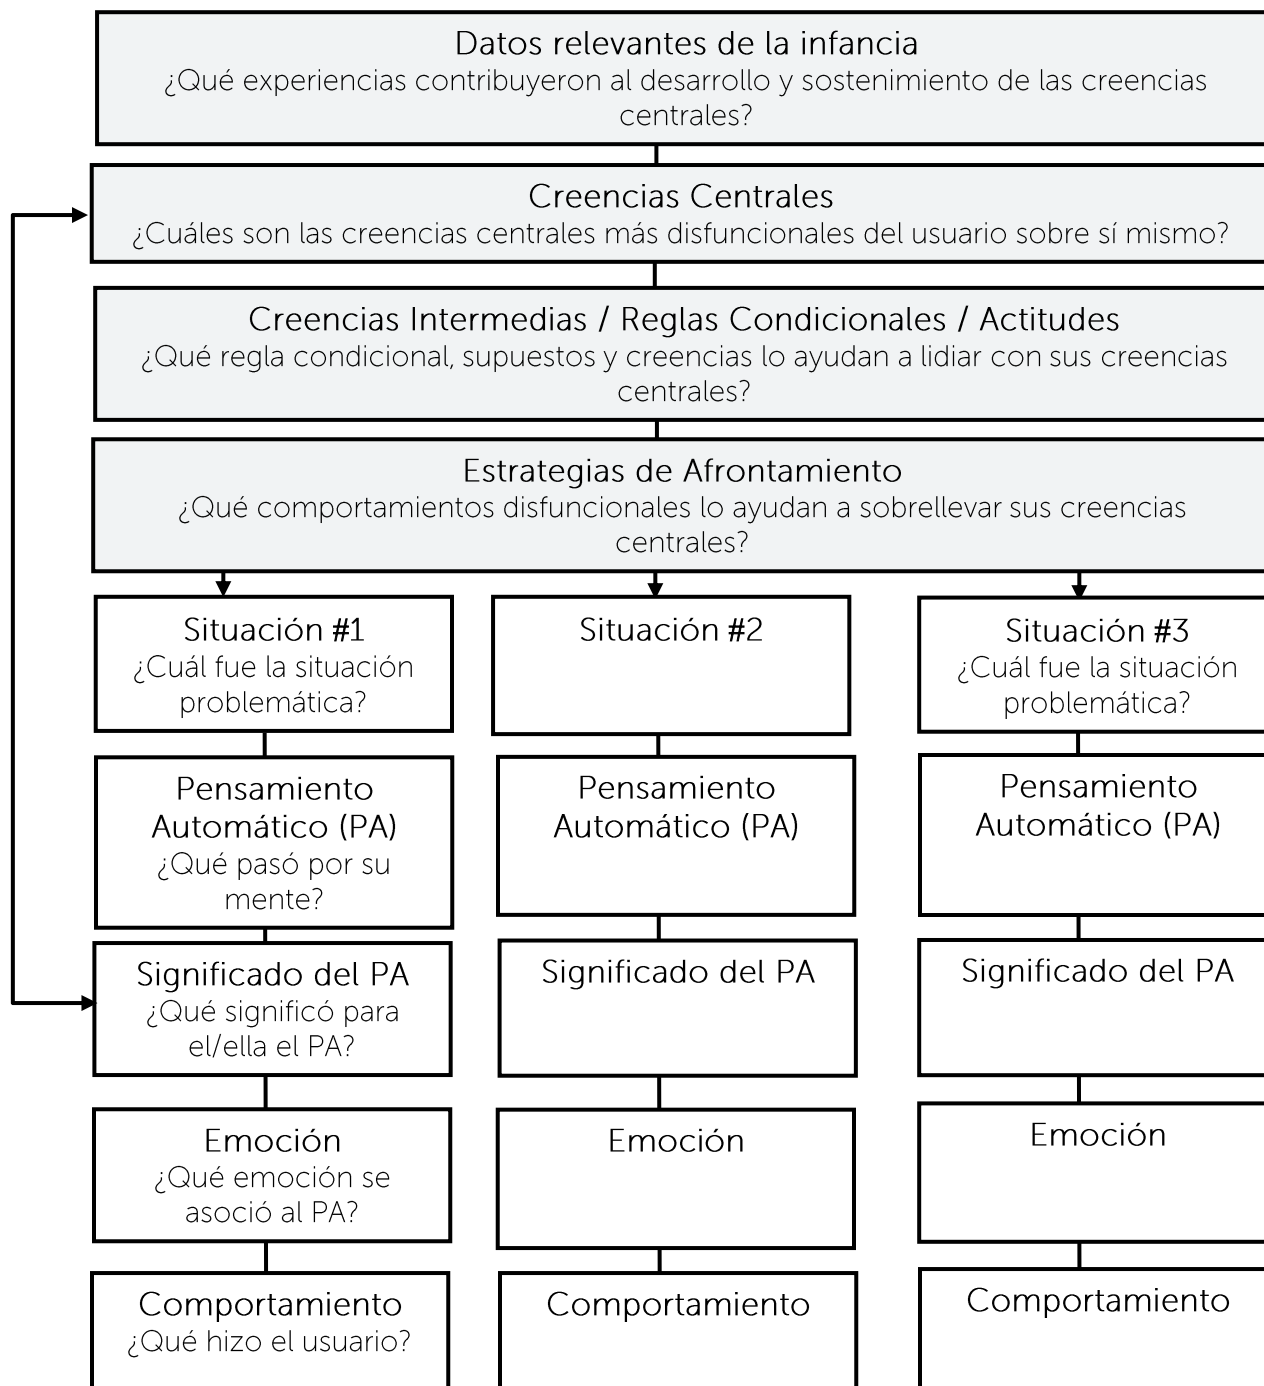 Datos relevantes de la infancia
¿Qué experiencias contribuyeron al desarrollo y sostenimiento de las creencias
centrales?
Creencias Centrales
¿Cuáles son las creencias centrales más disfuncionales del usuario sobre sí mismo?
Creencias Intermedias / Reglas Condicionales / Actitudes
¿Qué regla condicional, supuestos y creencias lo ayudan a lidiar con sus creencias
centrales?
Estrategias de Afrontamiento
¿Qué comportamientos disfuncionales lo ayudan a sobrellevar sus creencias
centrales?
Situación #1
¿Cuál fue la situación
problemática?
Pensamiento
Automático (PA)
¿Qué pasó por su
mente?
Significado del PA
¿Qué significó para
el/ella el PA?
Emoción
¿Qué emoción se
asoció al PA?
Comportamiento
¿Qué hizo el usuario?
Situación #2
Pensamiento
Automático (PA)
Significado del PA
Emoción
Comportamiento
Situación #3
¿Cuál fue la situación
problemática?
Pensamiento
Automático (PA)
Significado del PA
Emoción
Comportamiento